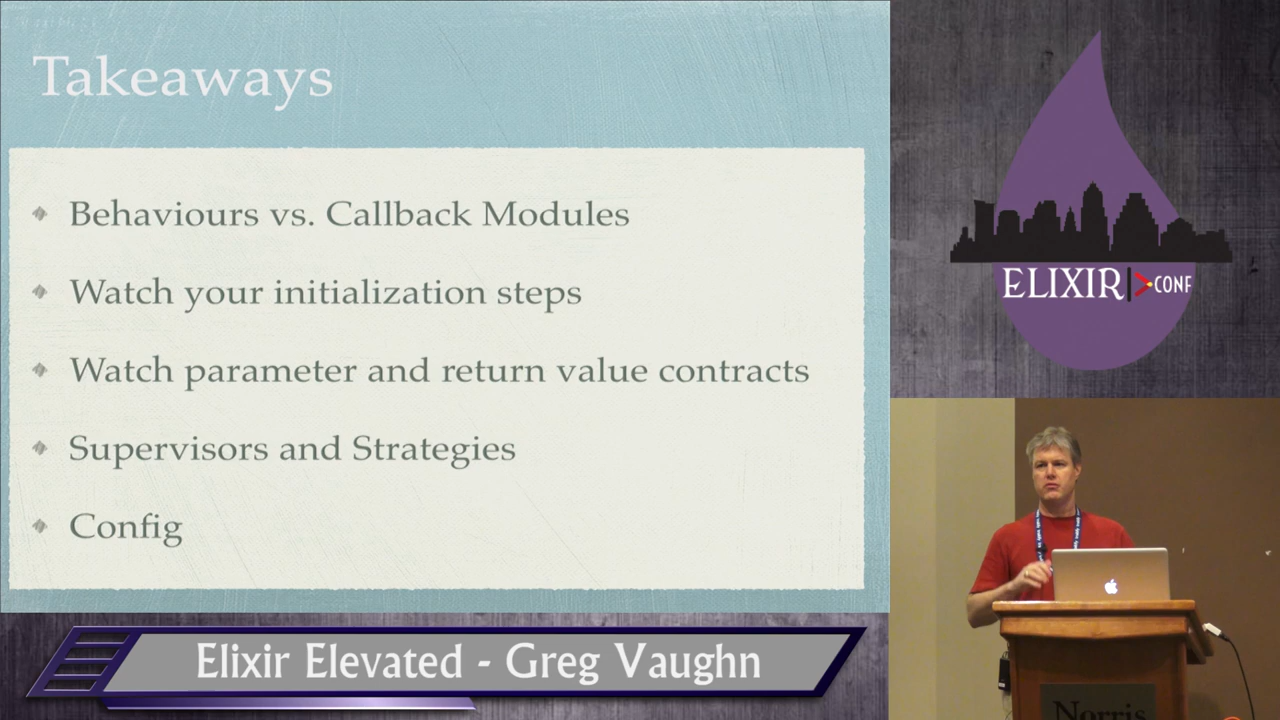 Takeaways
Behaviours vs. Callback Modules
Watch your initialization steps
Watch parameter and return value contracts
Supervisors and Strategies
Config
ELIXIR CONF
Norris
Elixir Elevated - Greg Vaughn